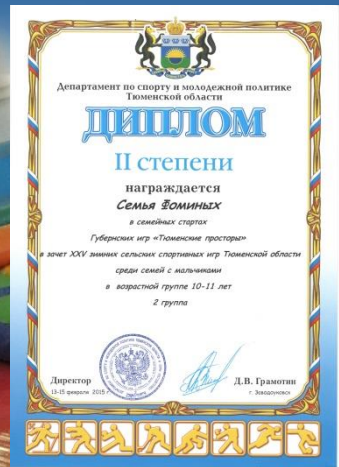 Департамент по спорту и молодежной политике
Тюменской области
ДИПЛОМ
II степени
награждается
Семья Фоминых
в семейных стартах
Губернских игр «Тюменские просторы»
в зачет XXV зимних сельских спортивных игр Тюменской области
среди семей с мальчиками
в возрастной группе 10-11 лет
2 группа
Директор
Д.В. Грамотин
13-15 февраля 2015 г
г. Заводоуковск